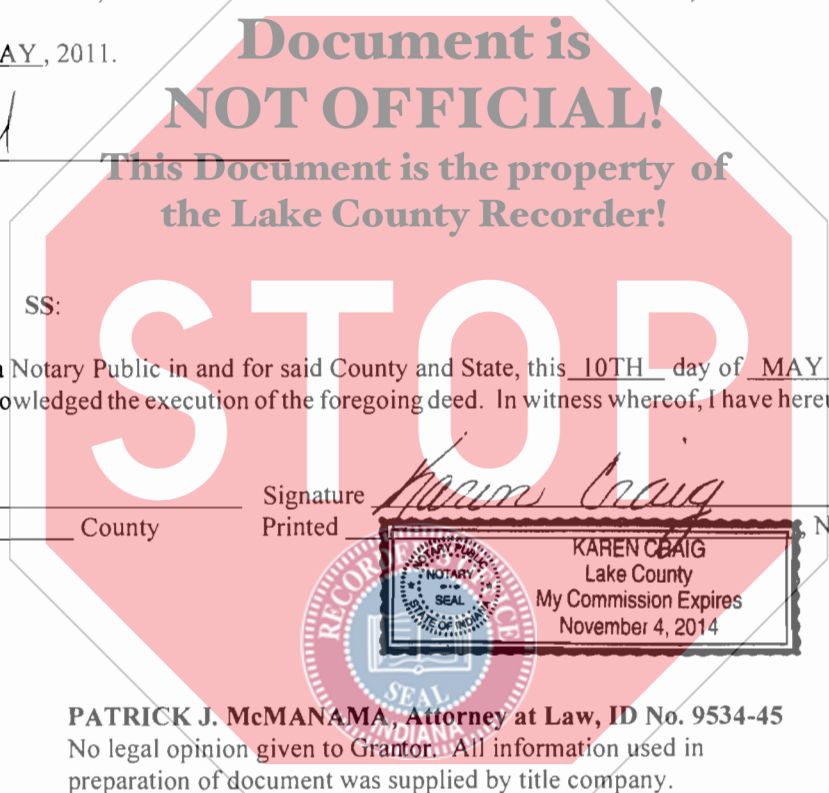 Document is
AY, 2011.
NOT OFFICIAL!
This Document is the property of
the Lake County Recorder!
STOP
SS:
Notary Public in and for said County and State, this 10TH day of MAY
owledged the execution of the foregoing deed. In witness whereof, I have hereu
Signature Karen Craig
County Printed , N
NOTARY PUBLIC
NOTARY
SEAL
STATE OF INDIANA
KAREN CRAIG
Lake County
My Commission Expires
November 4, 2014
RECORDER'S OFFICE
SEAL
INDIANA
PATRICK J. McMANAMA, Attorney at Law, ID No. 9534-45
No legal opinion given to Grantor. All information used in
preparation of document was supplied by title company.